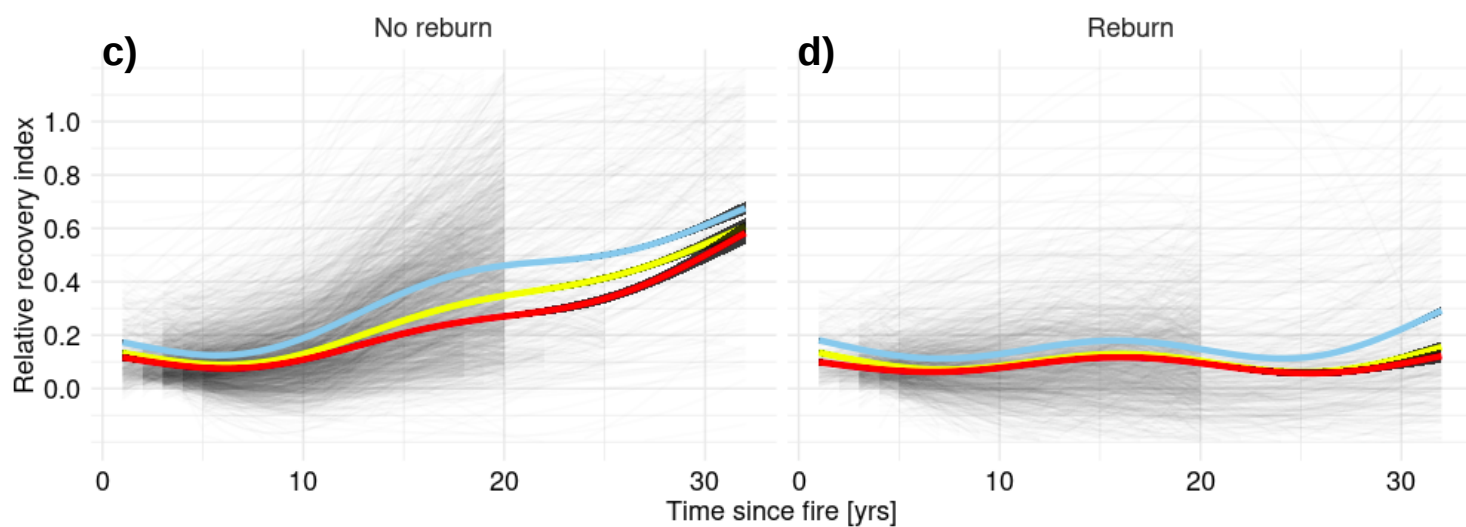 No reburn
Reburn
c)
d)
Relative recovery index
1.0
0.8
0.6
0.4
0.2
0.0
0
10
20
30
0
10
20
30
Time since fire [yrs]